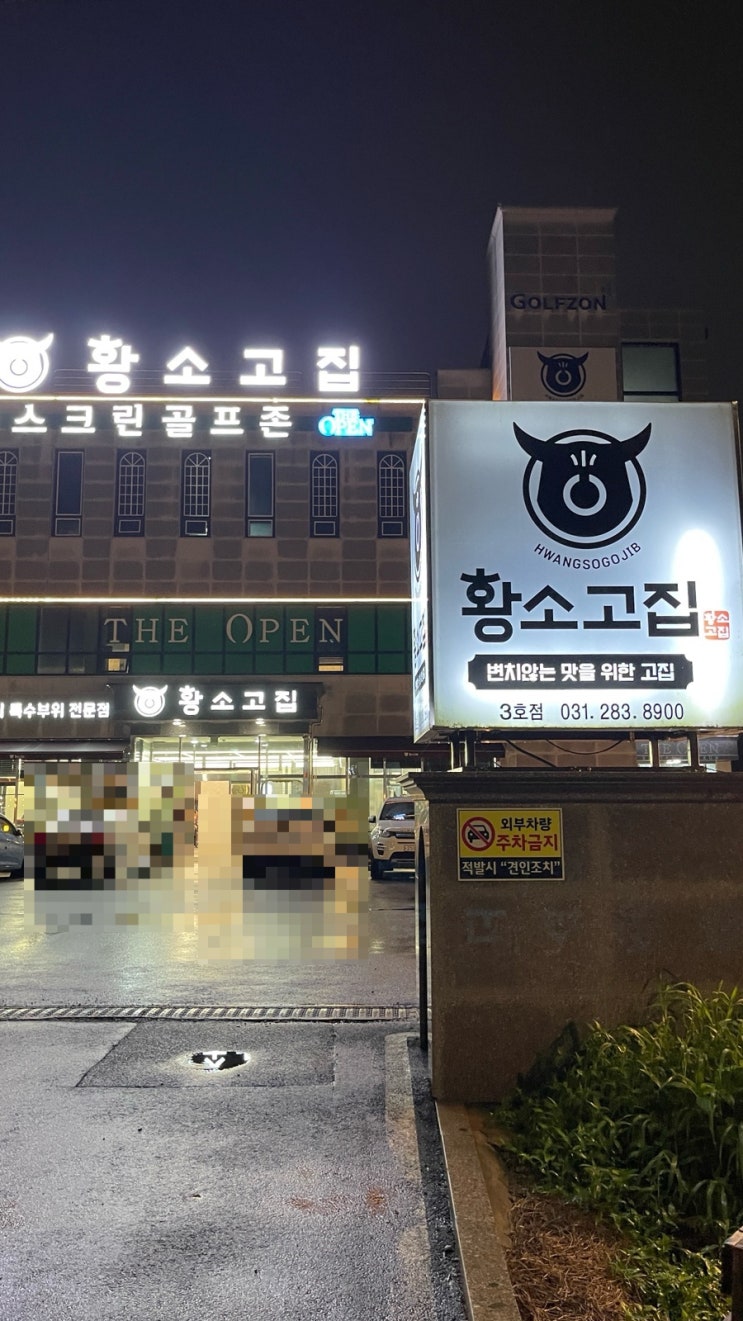 GOLFZON
황소고집
스크린골프존 THE OPEN
HWANGSOGOJIB
황소고집 황소고집
변치않는 맛을 위한 고집
3호점 031. 283. 8900
THE OPEN
특수부위 전문점
황소고집
THE OPEN
외부차량
주차금지
적발시 "견인조치"